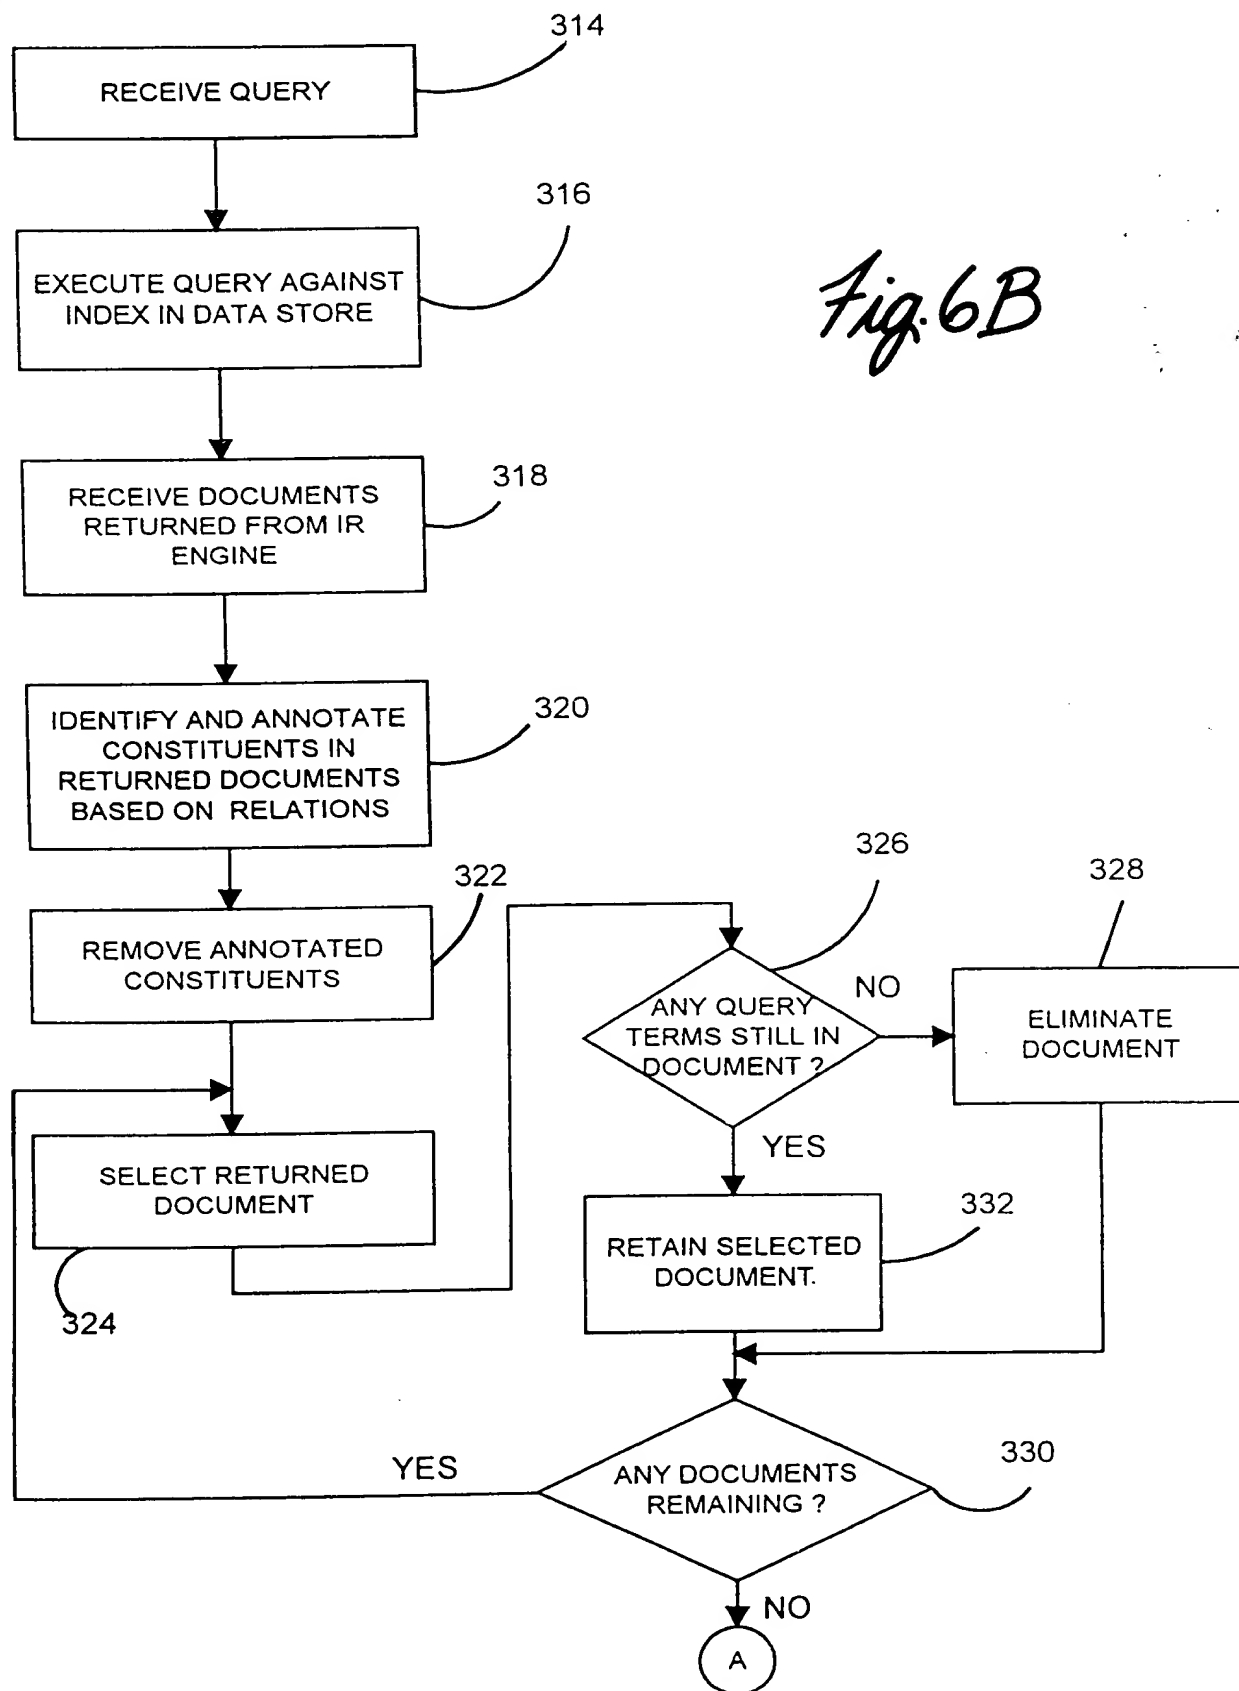 314
RECEIVE QUERY
316
EXECUTE QUERY AGAINST
INDEX IN DATA STORE
Fig. 6B
318
RECEIVE DOCUMENTS
RETURNED FROM IR
ENGINE
320
IDENTIFY AND ANNOTATE
CONSTITUENTS IN
RETURNED DOCUMENTS
BASED ON RELATIONS
322
REMOVE ANNOTATED
CONSTITUENTS
SELECT RETURNED
DOCUMENT
324
326
ANY QUERY
TERMS STILL IN
DOCUMENT ?
NO
328
ELIMINATE
DOCUMENT
YES
332
RETAIN SELECTED
DOCUMENT.
330
YES
ANY DOCUMENTS
REMAINING ?
NO
A